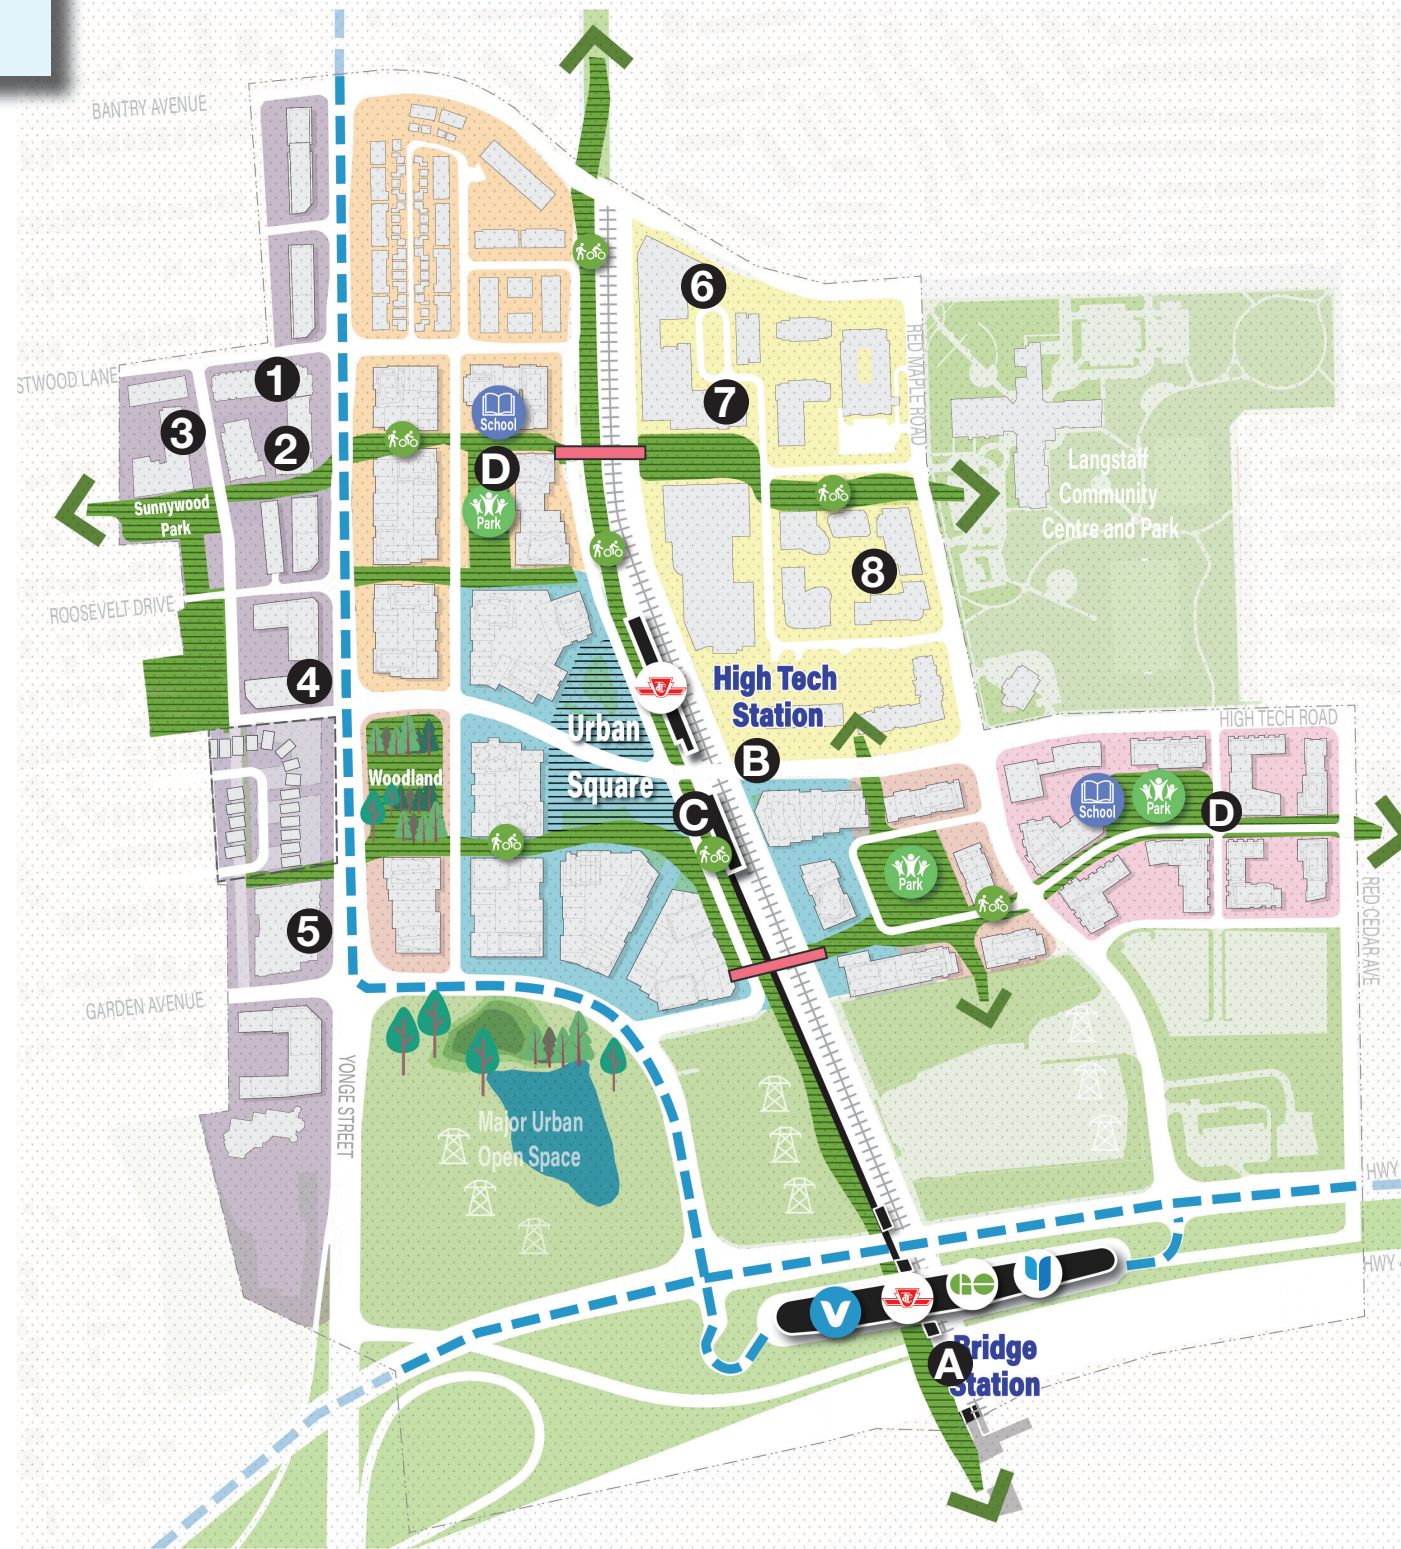 BANTRY AVENUE
6
RED MAPLE ROAD
STWOOD LANE
1
7
School
3
2
D
Langstaff
Community
Centre and Park
Sunnywood
Park
Park
8
ROOSEVELT DRIVE
4
High Tech
Station
HIGH TECH ROAD
Urban
Square
B
Woodland
C
School
Park
D
Park
5
RED CEDAR AVE
GARDEN AVENUE
YONGE STREET
Major Urban
Open Space
HWY
HWY
V
A
Bridge
Station